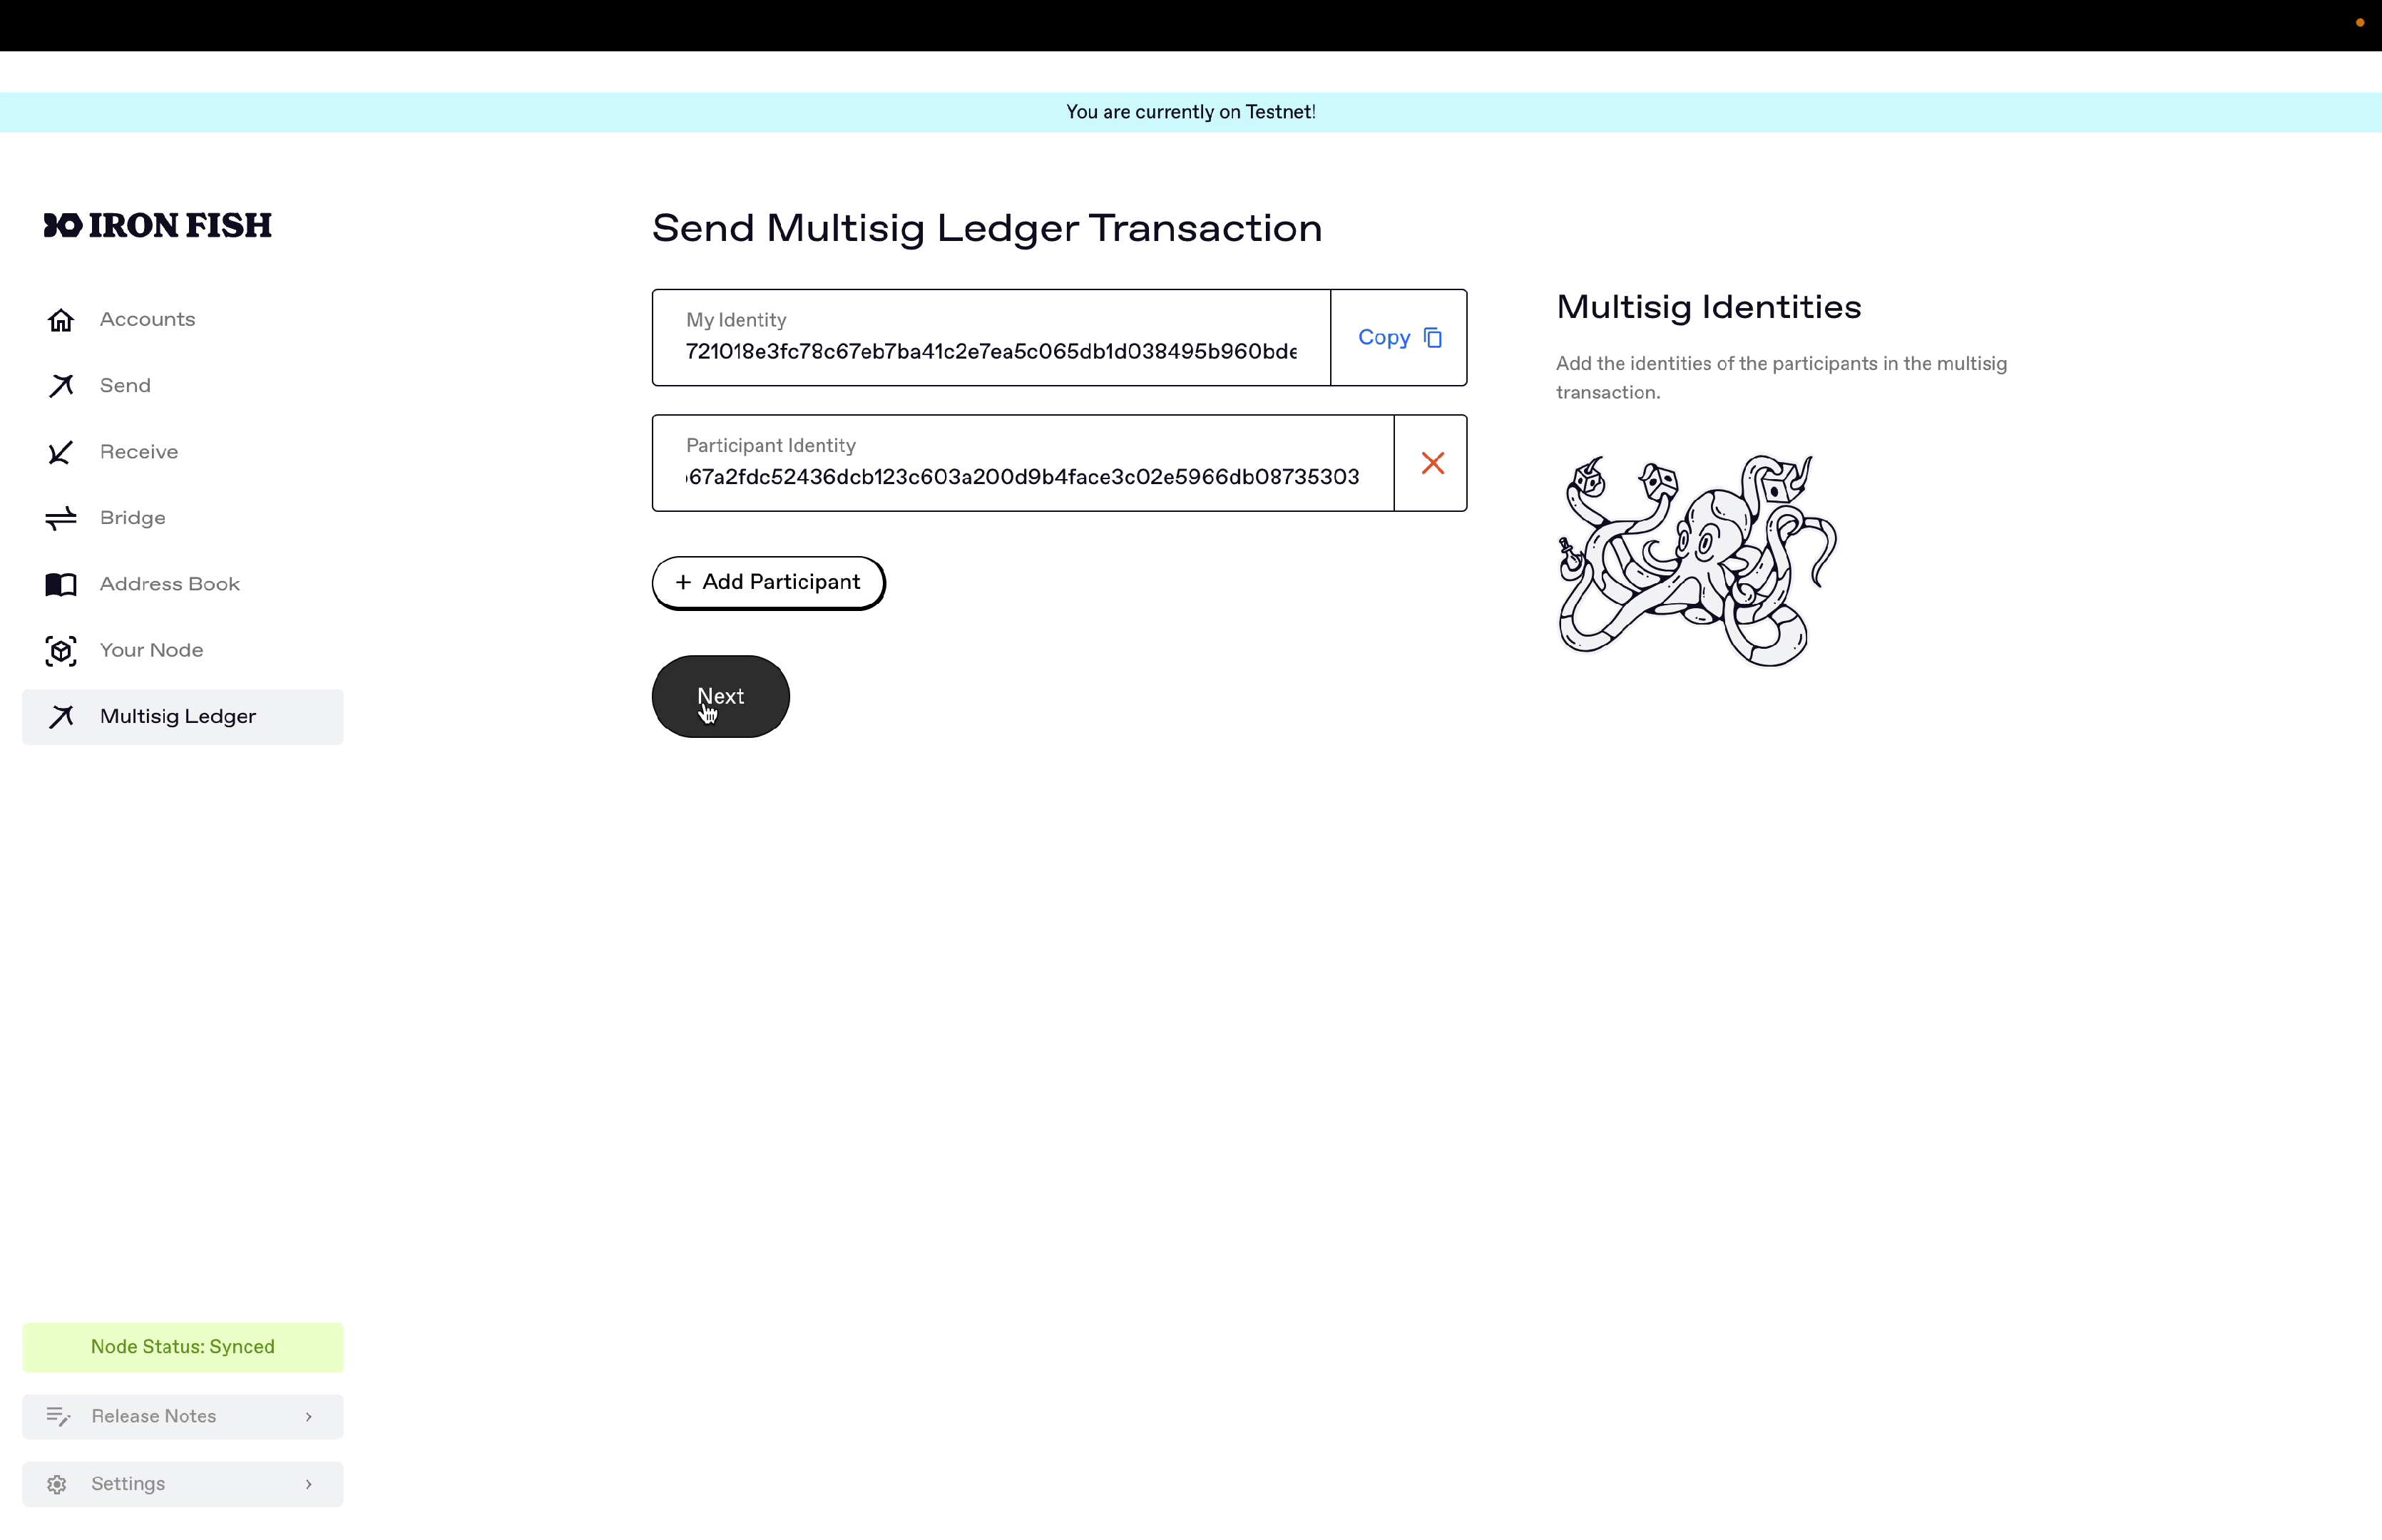 You are currently on Testnet!
IRON FISH
Accounts
Send
Receive
Bridge
Address Book
Your Node
Multisig Ledger
Send Multisig Ledger Transaction
My Identity
721018e3fc78c67eb7ba41c2e7ea5c065db1d038495b960bde
Copy
Participant Identity
67a2fdc52436dcb123c603a200d9b4face3c02e5966db08735303
+ Add Participant
Next
Multisig Identities
Add the identities of the participants in the multisig
transaction.
Node Status: Synced
Release Notes
Settings